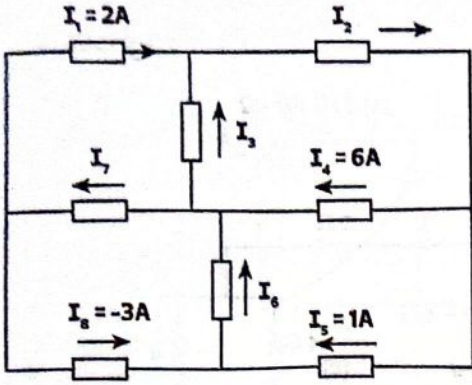 I₁ = 2A
I₂
I₃
I₇
I₄ = 6A
I₆
I₈ = -3A
I₅ = 1A